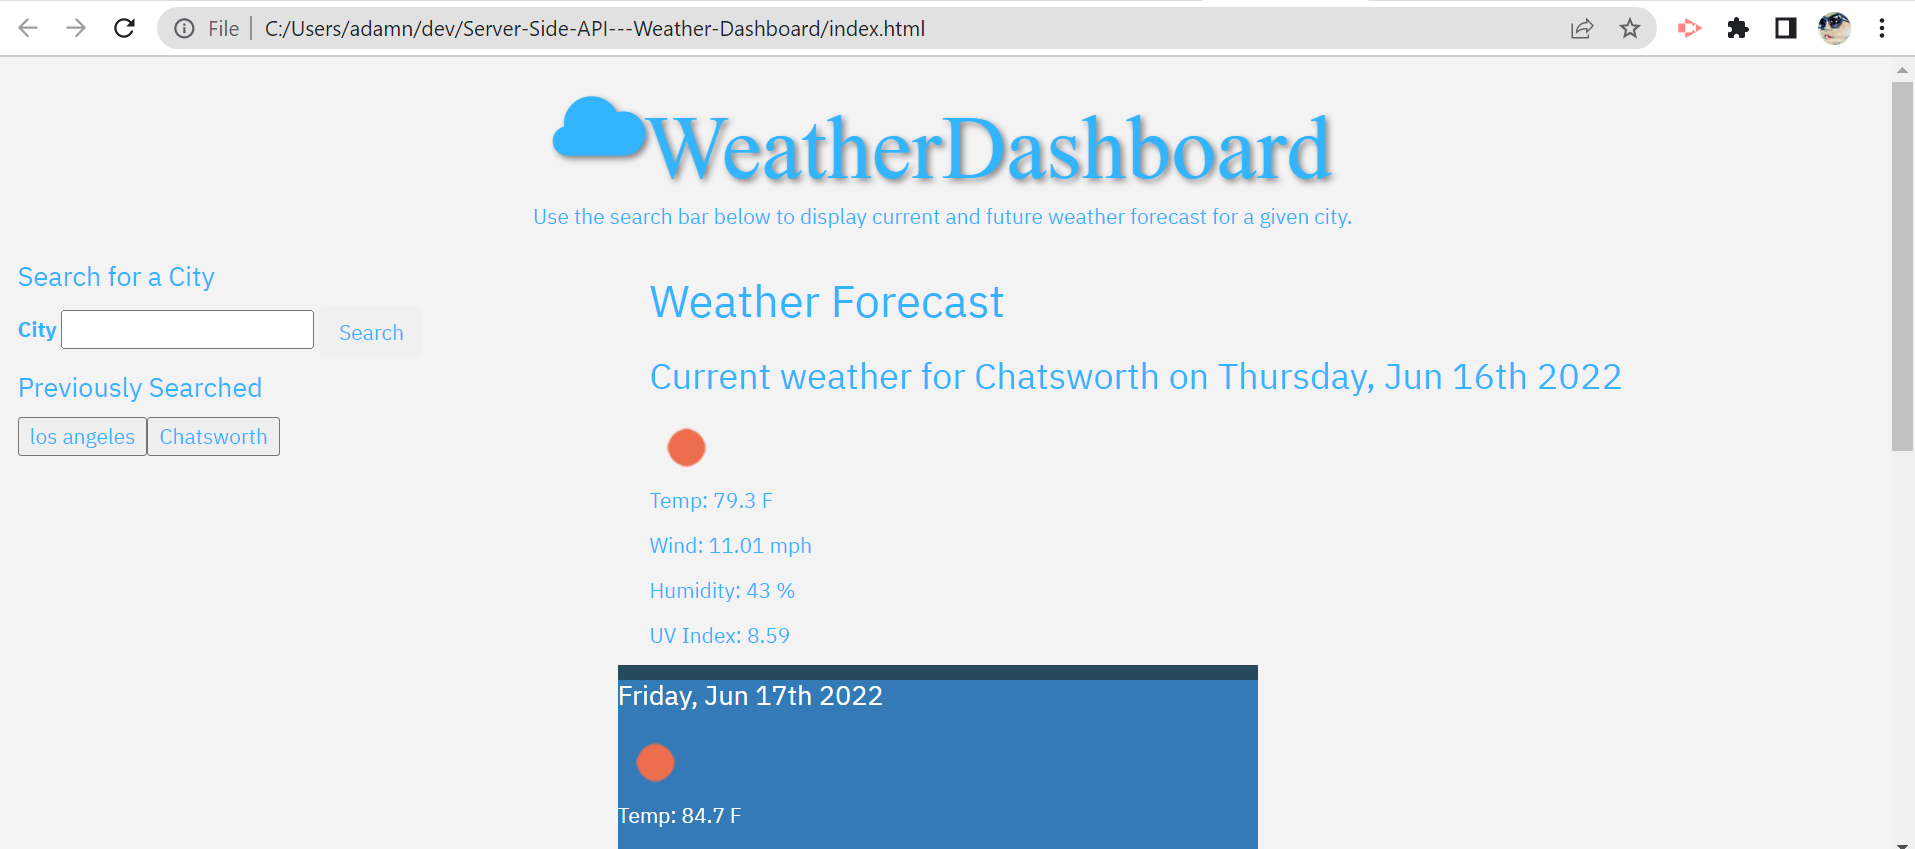 File | C:/Users/adamn/dev/Server-Side-API---Weather-Dashboard/index.html
WeatherDashboard
Use the search bar below to display current and future weather forecast for a given city.
Search for a City
City
Search
Previously Searched
los angeles
Chatsworth
Weather Forecast
Current weather for Chatsworth on Thursday, Jun 16th 2022
Temp: 79.3 F
Wind: 11.01 mph
Humidity: 43 %
UV Index: 8.59
Friday, Jun 17th 2022
Temp: 84.7 F